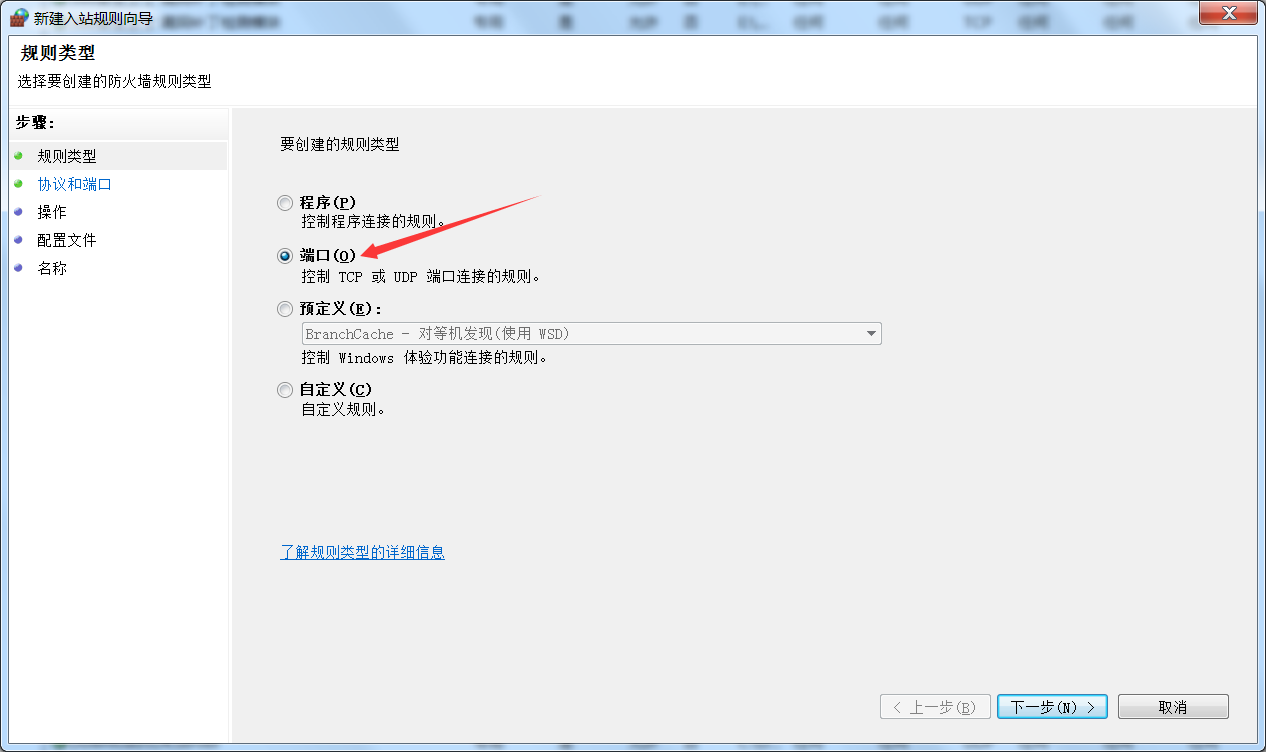 新建入站规则向导
规则类型
选择要创建的防火墙规则类型
步骤:
规则类型
协议和端口
操作
配置文件
名称
要创建的规则类型
程序(P)
控制程序连接的规则。
端口(O)
控制 TCP 或 UDP 端口连接的规则。
预定义(E):
BranchCache - 对等机发现(使用 WSD)
控制 Windows 体验功能连接的规则。
自定义(C)
自定义规则。
了解规则类型的详细信息
< 上一步(B)
下一步(N) >
取消